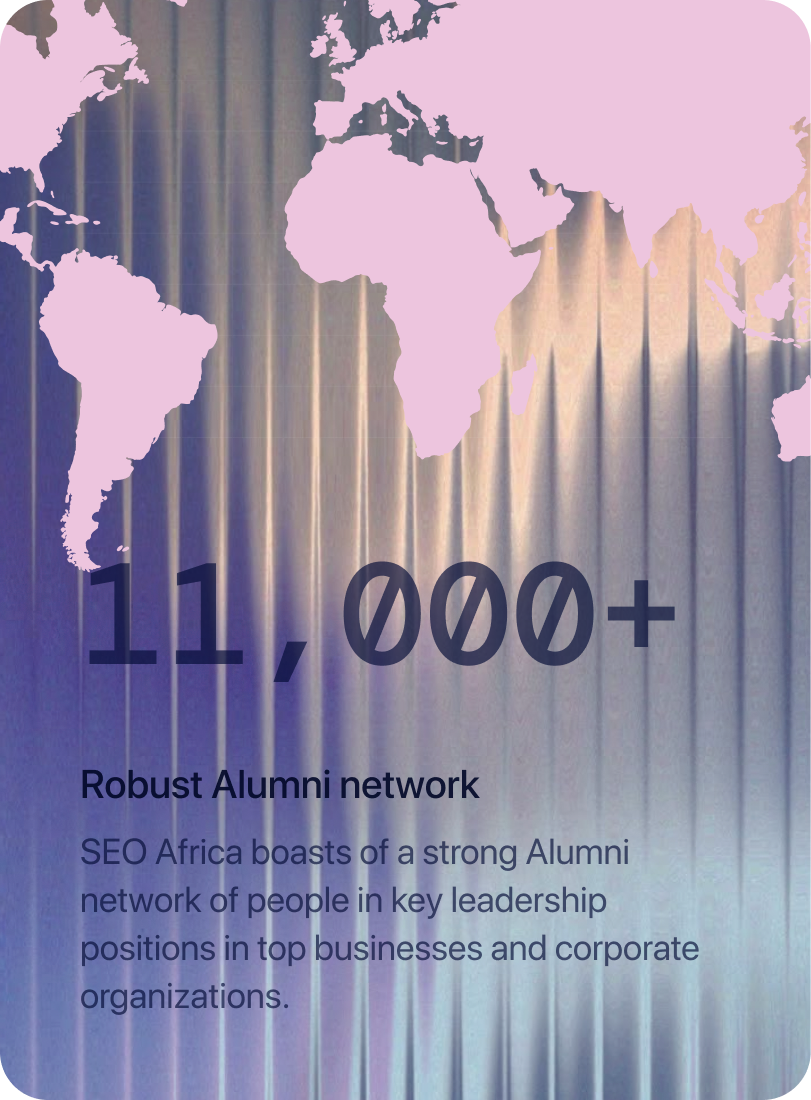 11,000+
Robust Alumni network
SEO Africa boasts of a strong Alumni
network of people in key leadership
positions in top businesses and corporate
organizations.